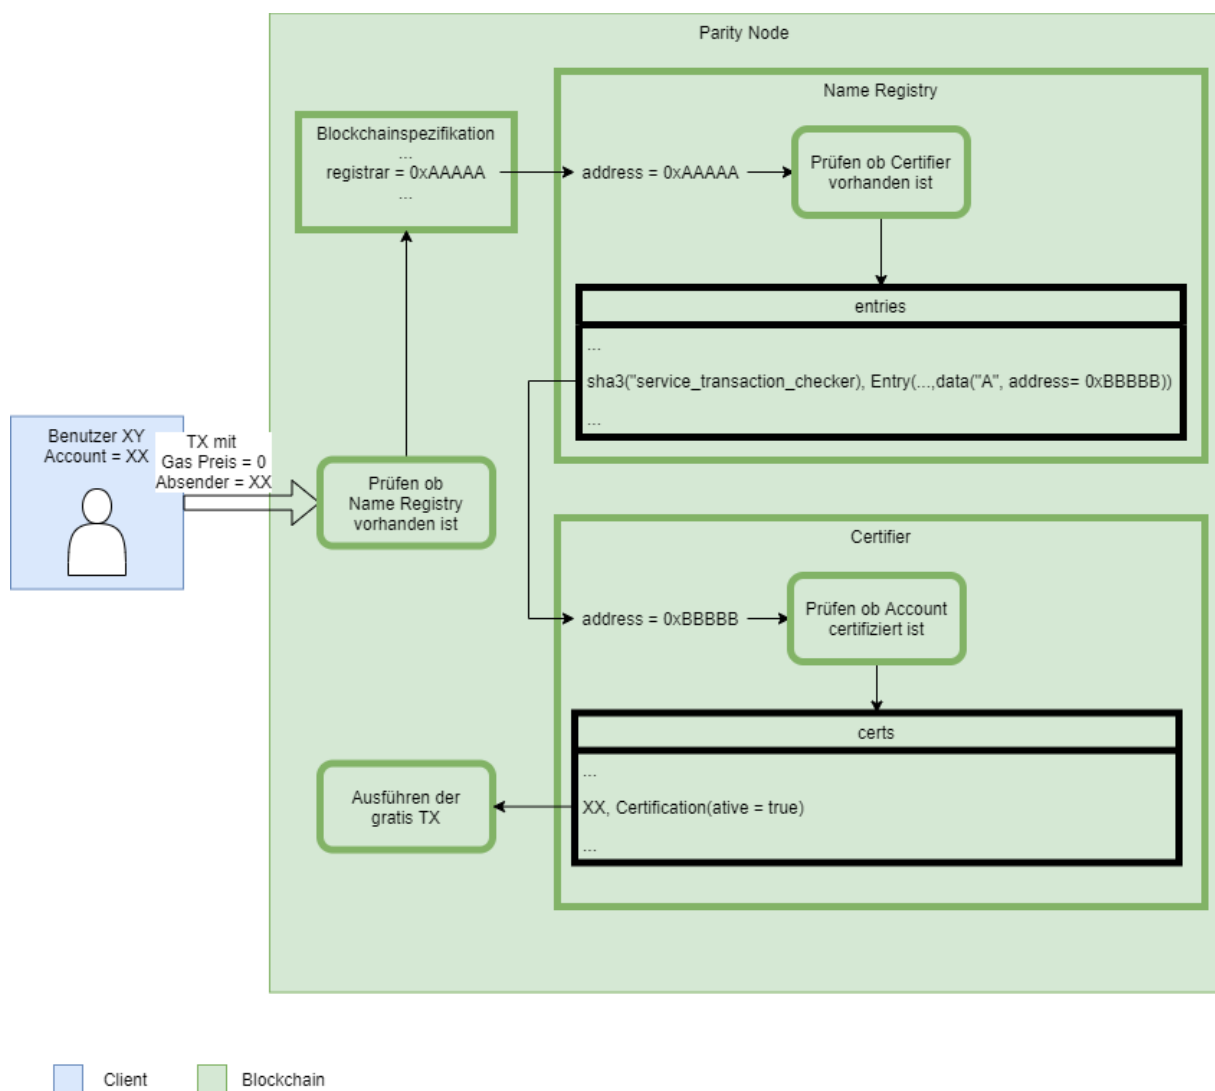 Parity Node
Name Registry
Blockchainspezifikation
...
registrar = 0xAAAAA
...
address = 0xAAAAA
Prüfen ob Certifier
vorhanden ist
entries
...
sha3("service_transaction_checker), Entry(...,data("A", address= 0xBBBBB))
...
Benutzer XY
Account = XX
TX mit
Gas Preis = 0
Absender = XX
Prüfen ob
Name Registry
vorhanden ist
Certifier
address = 0xBBBBB
Prüfen ob Account
certifiziert ist
certs
...
XX, Certification(ative = true)
...
Ausführen der
gratis TX
Client
Blockchain